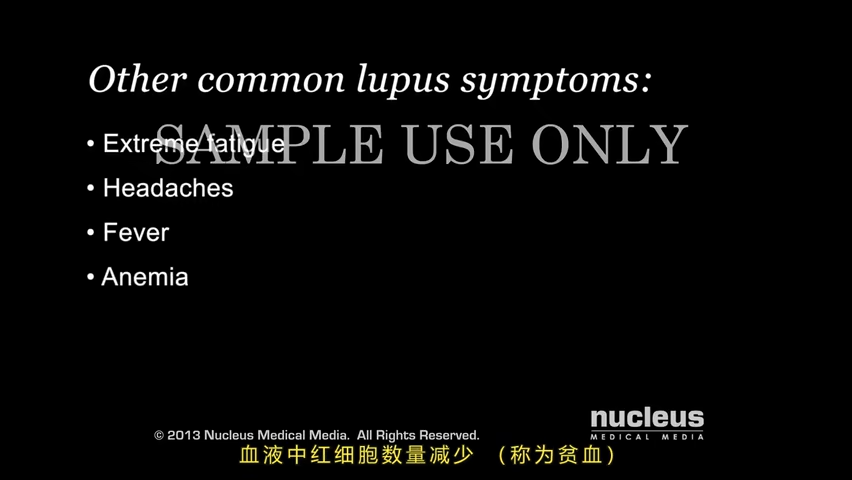 Other common lupus symptoms:
SAMPLE USE ONLY
• Extreme fatigue
• Headaches
• Fever
• Anemia
nucleus
MEDICAL MEDIA
© 2013 Nucleus Medical Media. All Rights Reserved.
血液中红细胞数量减少 （称为贫血）